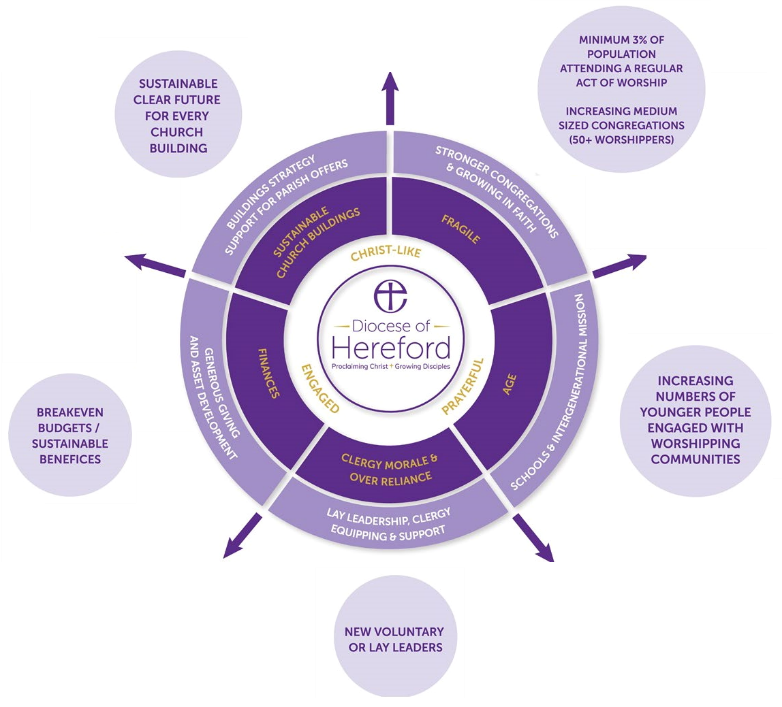 SUSTAINABLE
CLEAR FUTURE
FOR EVERY
CHURCH
BUILDING
MINIMUM 3% OF
POPULATION
ATTENDING A REGULAR
ACT OF WORSHIP
INCREASING MEDIUM
SIZED CONGREGATIONS
(50+ WORSHIPPERS)
BUILDINGS STRATEGY
SUPPORT FOR PARISH OFFERS
STRONGER CONGREGATIONS
& GROWING IN FAITH
SUSTAINABLE
CHURCH BUILDINGS
FRAGILE
CHRIST-LIKE
Diocese of
Hereford
Proclaiming Christ + Growing Disciples
ENGAGED
PRAYERFUL
FINANCES
AGE
GENEROUS GIVING
AND ASSET DEVELOPMENT
SCHOOLS & INTERGENERATIONAL MISSION
CLERGY MORALE &
OVER RELIANCE
LAY LEADERSHIP, CLERGY
EQUIPPING & SUPPORT
BREAKEVEN
BUDGETS /
SUSTAINABLE
BENEFICES
INCREASING
NUMBERS OF
YOUNGER PEOPLE
ENGAGED WITH
WORSHIPPING
COMMUNITIES
NEW VOLUNTARY
OR LAY LEADERS